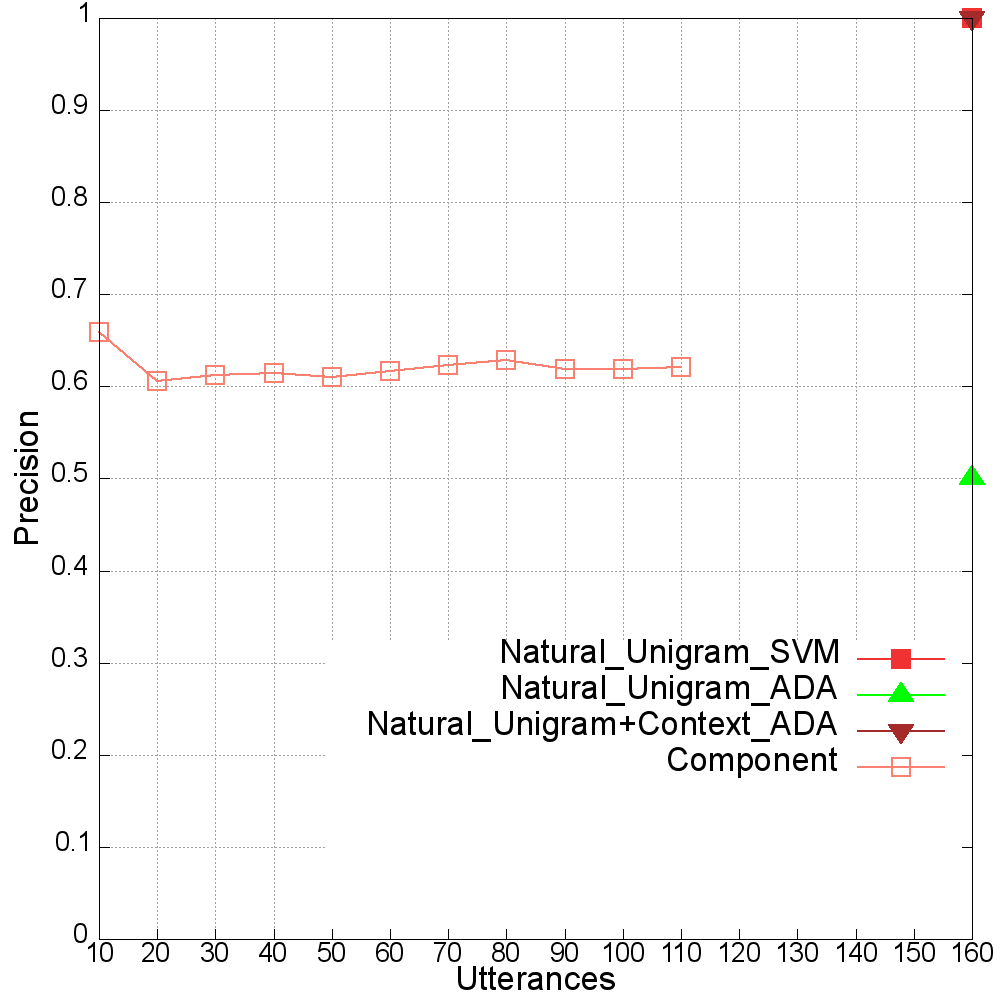 1
0.9
0.8
0.7
0.6
0.5
0.4
0.3
0.2
0.1
0
Precision
Natural_Unigram_SVM
Natural_Unigram_ADA
Natural_Unigram+Context_ADA
Component
10 20 30 40 50 60 70 80 90 100 110 120 130 140 150 160
Utterances